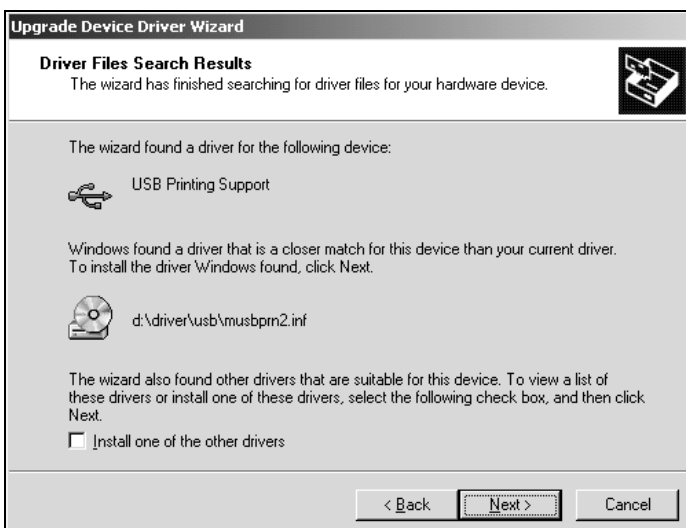 Upgrade Device Driver Wizard
Driver Files Search Results
The wizard has finished searching for driver files for your hardware device.
The wizard found a driver for the following device:
USB Printing Support
Windows found a driver that is a closer match for this device than your current driver.
To install the driver Windows found, click Next.
d:\driver\usb\musbprn2.inf
The wizard also found other drivers that are suitable for this device. To view a list of
these drivers or install one of these drivers, select the following check box, and then click
Next.
Install one of the other drivers
< Back
Next >
Cancel